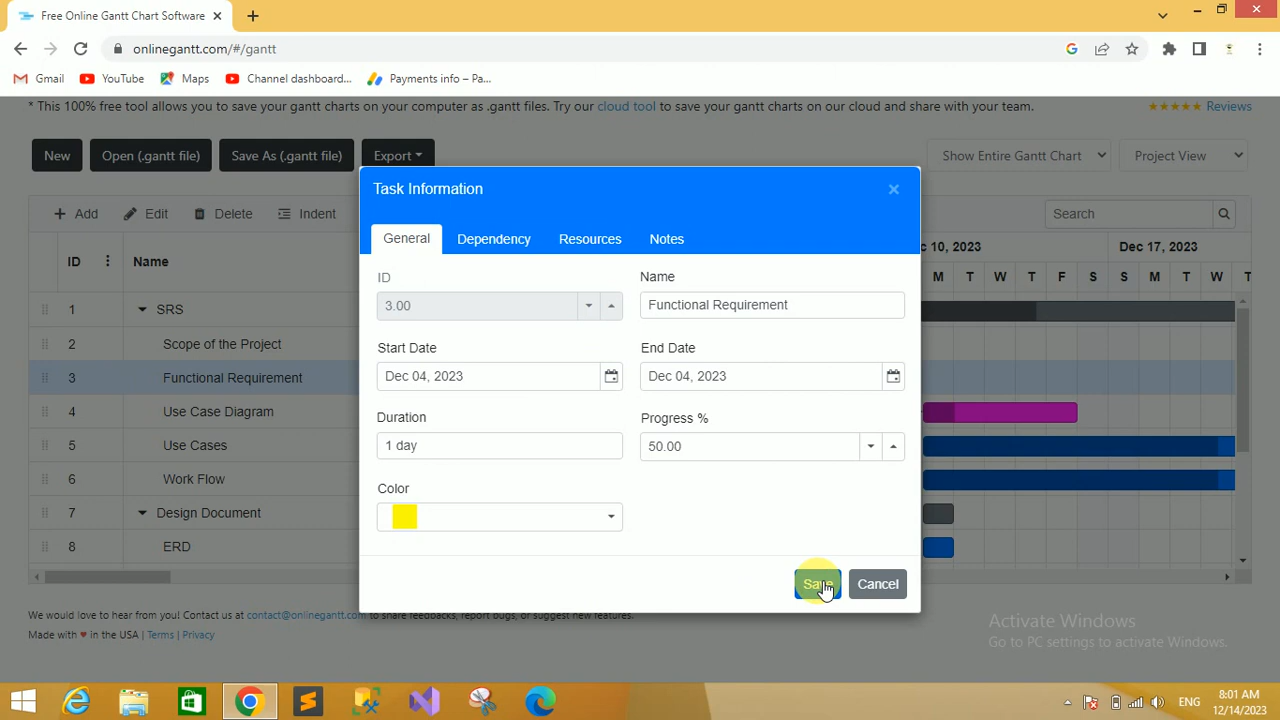 Free Online Gantt Chart Software
onlinegantt.com/#/gantt
Gmail YouTube Maps Channel dashboard... Payments info – Pa...
* This 100% free tool allows you to save your gantt charts on your computer as .gantt files. Try our cloud tool to save your gantt charts on our cloud and share with your team. ★★★★★ Reviews
New Open (.gantt file) Save As (.gantt file) Export Show Entire Gantt Chart Project View
Task Information
Add Edit Delete Indent Search
General Dependency Resources Notes
ID Name c 10, 2023 Dec 17, 2023
M T W T F S S M T W T
ID Name
3.00 Functional Requirement
Start Date End Date
Dec 04, 2023 Dec 04, 2023
Duration Progress %
1 day 50.00
Color
Save Cancel
1 SRS
2 Scope of the Project
3 Functional Requirement
4 Use Case Diagram
5 Use Cases
6 Work Flow
7 Design Document
8 ERD
We would love to hear from you! Contact us at contact@onlinegantt.com to share feedbacks, report bugs, or suggest new features.
Made with ♥ in the USA | Terms | Privacy
Activate Windows
Go to PC settings to activate Windows.
ENG 8:01 AM
12/14/2023